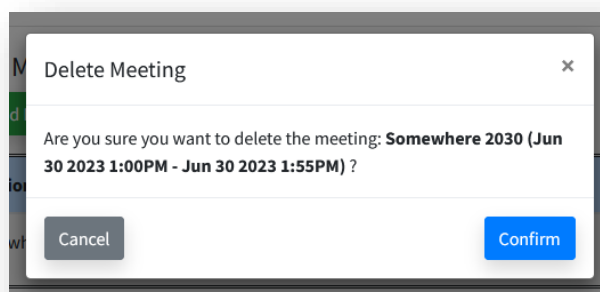 Delete Meeting
×
Are you sure you want to delete the meeting: Somewhere 2030 (Jun
30 2023 1:00PM - Jun 30 2023 1:55PM) ?
Cancel
Confirm